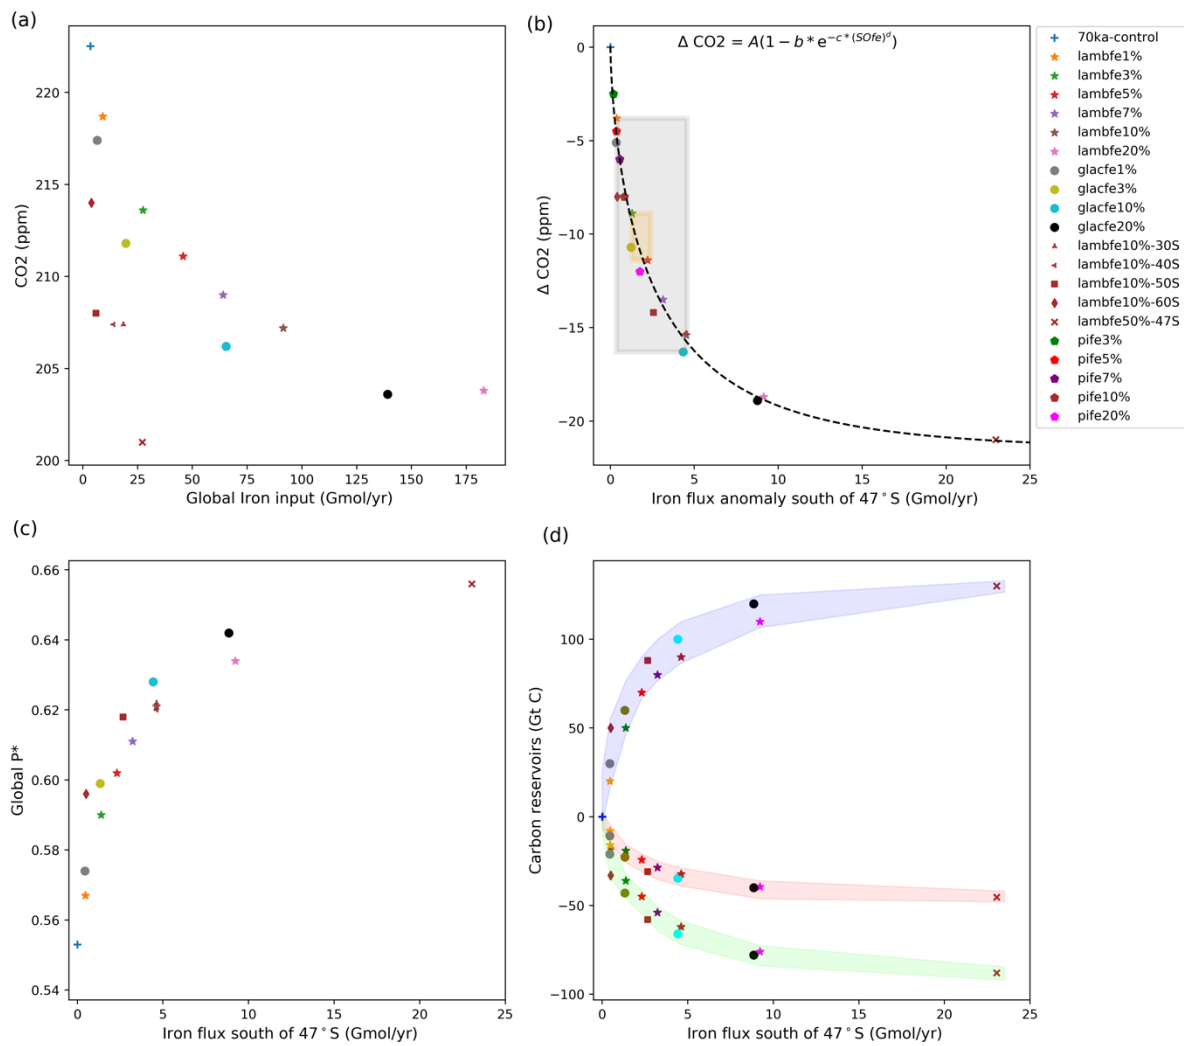 (a)
CO2 (ppm)
220
215
210
205
200
0 25 50 75 100 125 150 175
Global Iron input (Gmol/yr)
(b)
Δ CO2 = A(1 − b * e^{−c*(SOfe)^d})
Δ CO2 (ppm)
0
−5
−10
−15
−20
0 5 10 15 20 25
Iron flux anomaly south of 47°S (Gmol/yr)
70ka-control
lambfe1%
lambfe3%
lambfe5%
lambfe7%
lambfe10%
lambfe20%
glacfe1%
glacfe3%
glacfe10%
glacfe20%
lambfe10%-30S
lambfe10%-40S
lambfe10%-50S
lambfe10%-60S
lambfe50%-47S
pife3%
pife5%
pife7%
pife10%
pife20%
(c)
Global P*
0.66
0.64
0.62
0.60
0.58
0.56
0.54
0 5 10 15 20 25
Iron flux south of 47°S (Gmol/yr)
(d)
Carbon reservoirs (Gt C)
100
50
0
−50
−100
0 5 10 15 20 25
Iron flux south of 47°S (Gmol/yr)